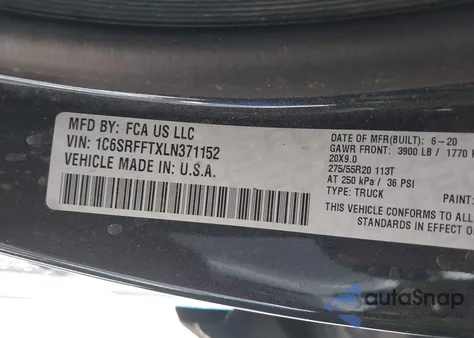 MFD BY: FCA US LLC
VIN: 1C6SRFFTXLN371152
VEHICLE MADE IN: U.S.A.
DATE OF MFR(BUILT): 6-20
GAWR FRONT: 3900 LB / 1770
20X9.0
275/55R20 113T
AT 250 kPa / 36 PSI
TYPE: TRUCK PAINT:
THIS VEHICLE CONFORMS TO
STANDARDS IN EFFECT O
autoSnap